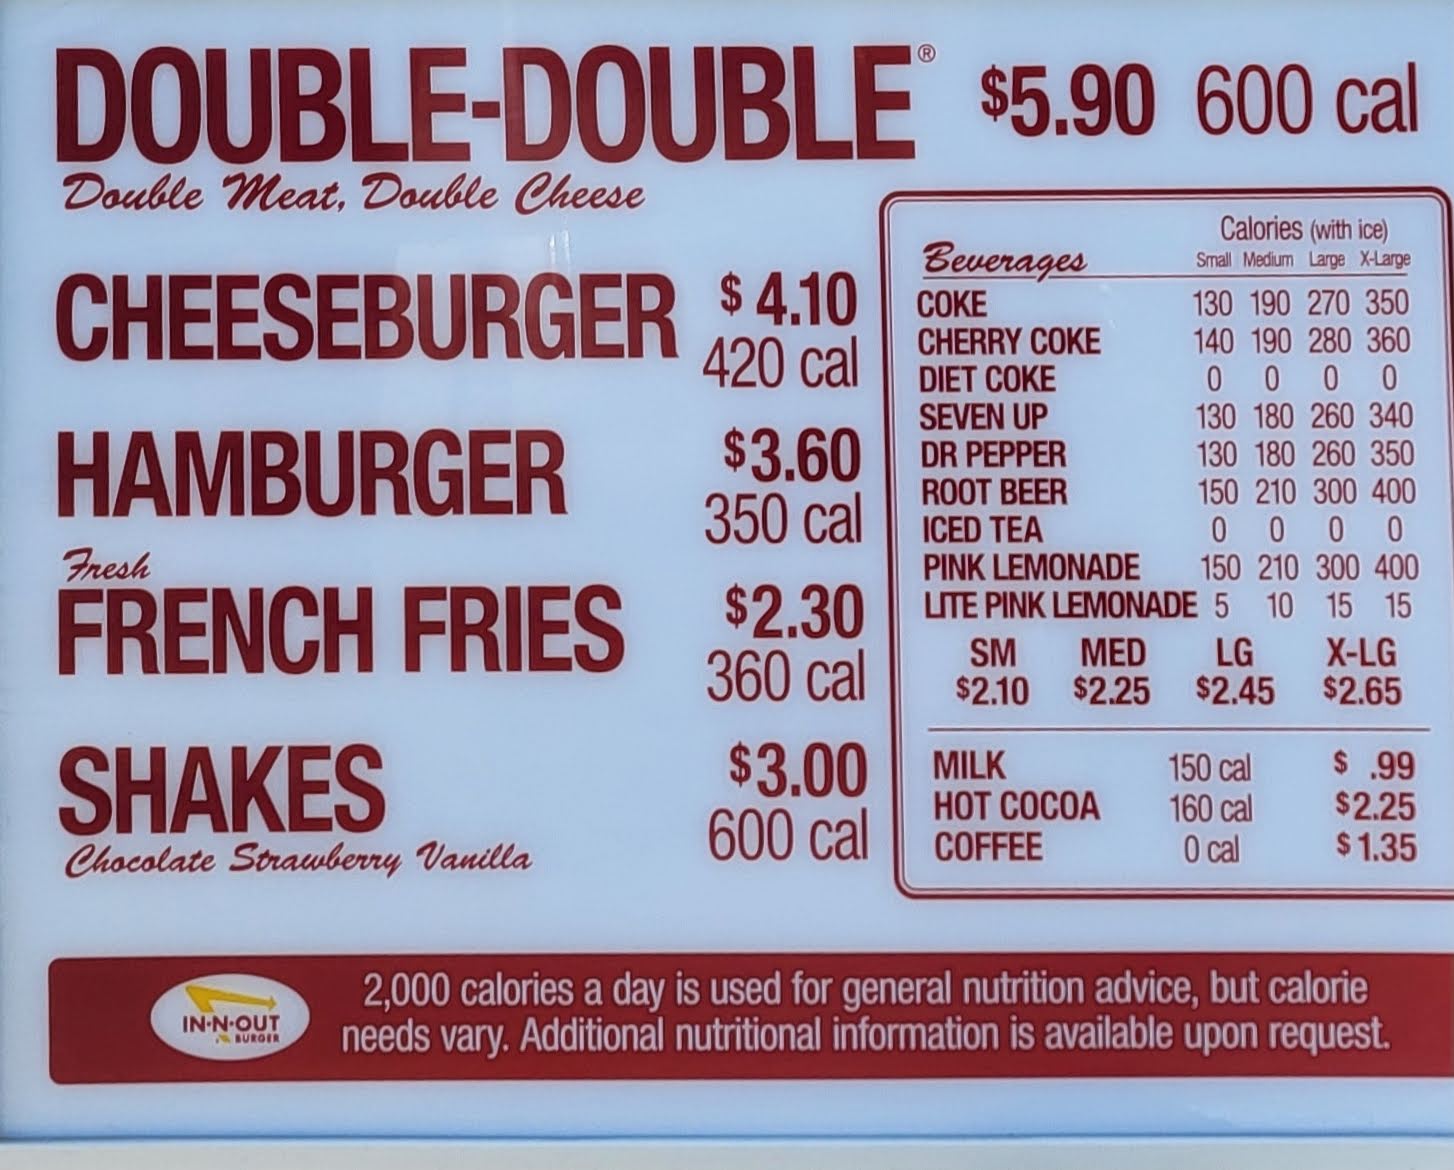 DOUBLE-DOUBLE® $5.90 600 cal
Double Meat, Double Cheese
CHEESEBURGER $4.10
420 cal
HAMBURGER $3.60
350 cal
Fresh
FRENCH FRIES $2.30
360 cal
SHAKES $3.00
600 cal
Chocolate Strawberry Vanilla
Calories (with ice)
Beverages Small Medium Large X-Large
COKE 130 190 270 350
CHERRY COKE 140 190 280 360
DIET COKE 0 0 0 0
SEVEN UP 130 180 260 340
DR PEPPER 130 180 260 350
ROOT BEER 150 210 300 400
ICED TEA 0 0 0 0
PINK LEMONADE 150 210 300 400
LITE PINK LEMONADE 5 10 15 15
SM MED LG X-LG
$2.10 $2.25 $2.45 $2.65
MILK 150 cal $ .99
HOT COCOA 160 cal $2.25
COFFEE 0 cal $1.35
IN-N-OUT
BURGER
2,000 calories a day is used for general nutrition advice, but calorie
needs vary. Additional nutritional information is available upon request.